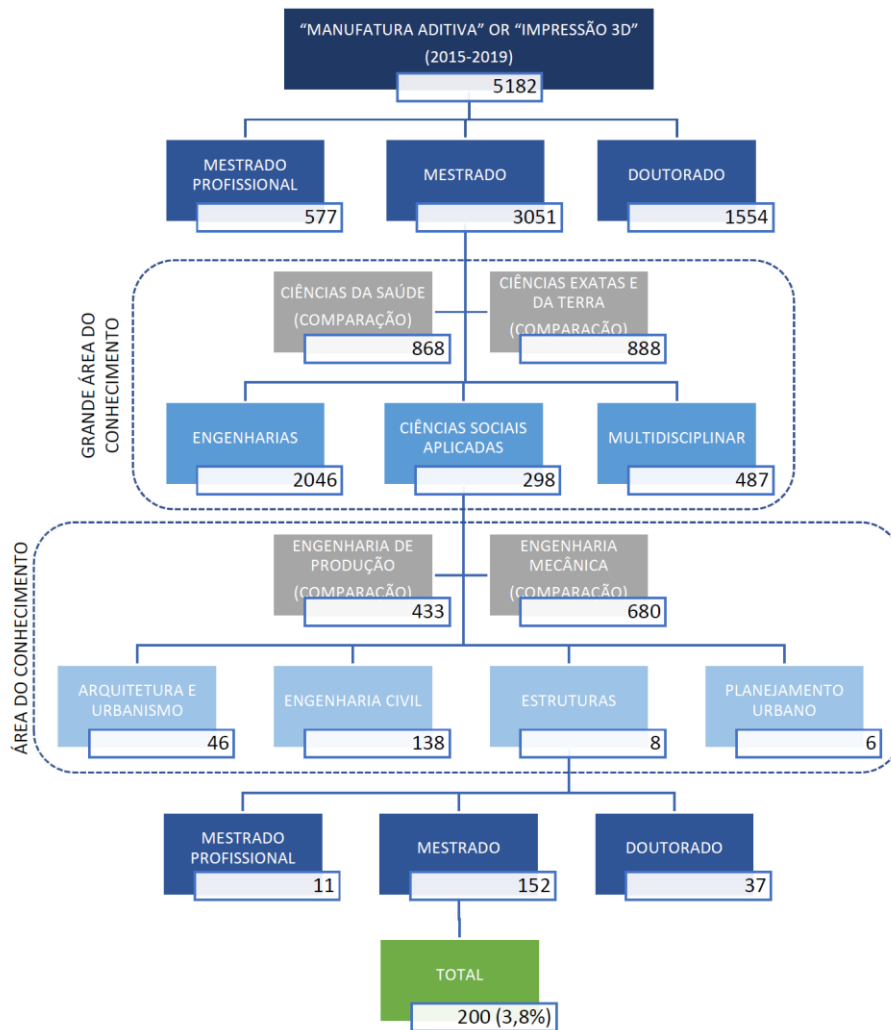 “MANUFATURA ADITIVA” OR “IMPRESSÃO 3D”
(2015-2019)
5182
MESTRADO
PROFISSIONAL
577
MESTRADO
3051
DOUTORADO
1554
GRANDE ÁREA DO
CONHECIMENTO
CIÊNCIAS DA SAÚDE
(COMPARAÇÃO)
868
CIÊNCIAS EXATAS E
DA TERRA
(COMPARAÇÃO)
888
ENGENHARIAS
2046
CIÊNCIAS SOCIAIS
APLICADAS
298
MULTIDISCIPLINAR
487
ÁREA DO CONHECIMENTO
ENGENHARIA DE
PRODUÇÃO
(COMPARAÇÃO)
433
ENGENHARIA
MECÂNICA
(COMPARAÇÃO)
680
ARQUITETURA E
URBANISMO
46
ENGENHARIA CIVIL
138
ESTRUTURAS
8
PLANEJAMENTO
URBANO
6
MESTRADO
PROFISSIONAL
11
MESTRADO
152
DOUTORADO
37
TOTAL
200 (3,8%)